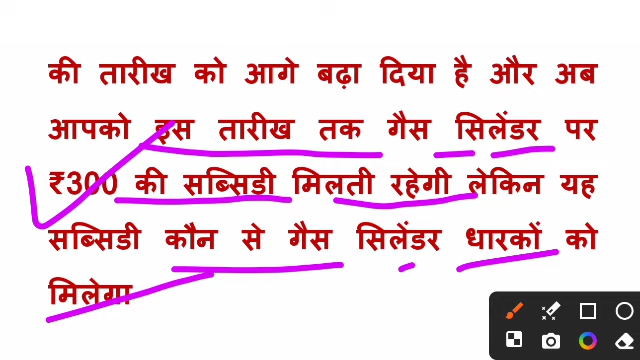 की तारीख को आगे बढ़ा दिया है और अब
आपको इस तारीख तक गैस सिलेंडर पर
₹300 की सब्सिडी मिलती रहेगी लेकिन यह
सब्सिडी कौन से गैस सिलेंडर धारकों को
मिलेगा